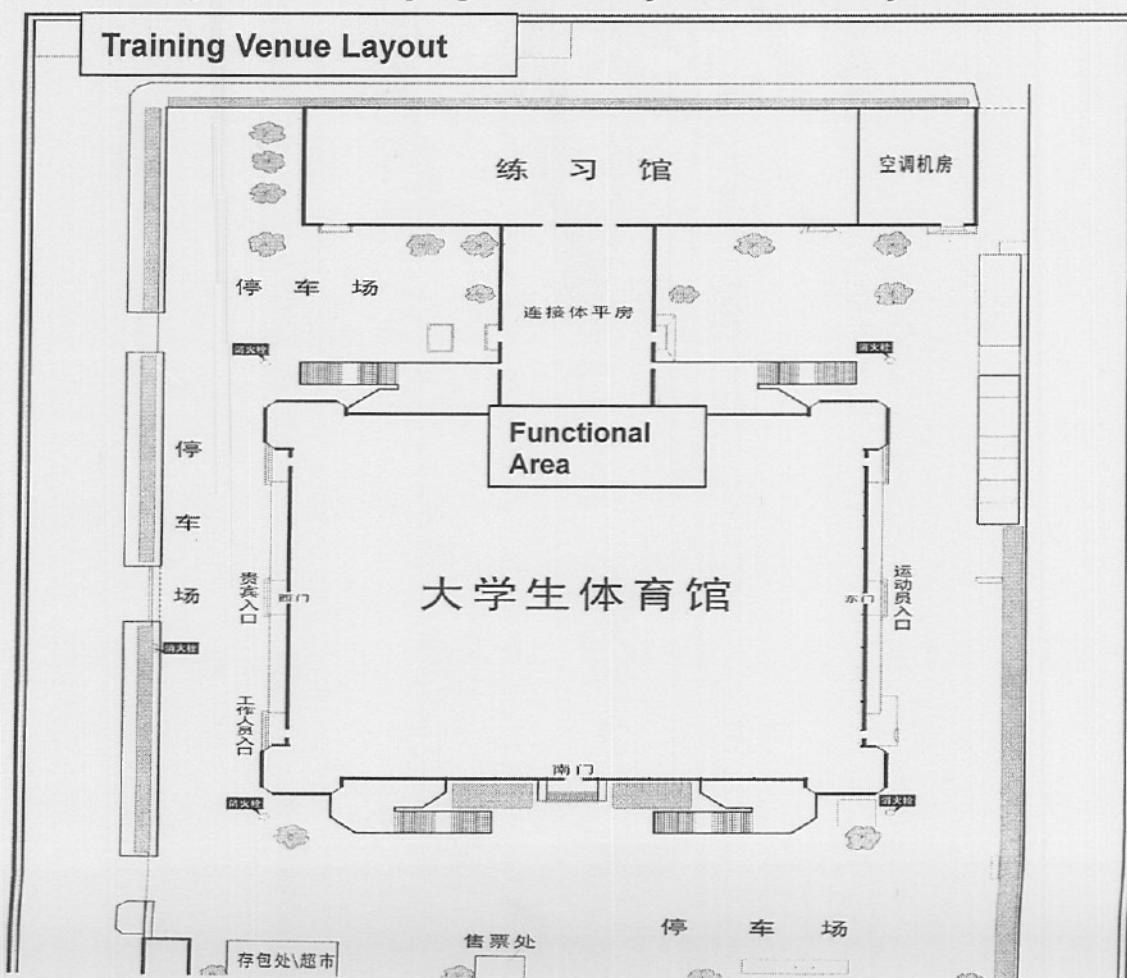 Training Venue Layout
练习馆
空调机房
停车场
连接体平房
消火栓
消火栓
Functional
Area
停车场
大学生体育馆
贵宾入口
西门
东门
运动员入口
消火栓
工作人员入口
南门
消火栓
消火栓
停车场
售票处
存包处\超市